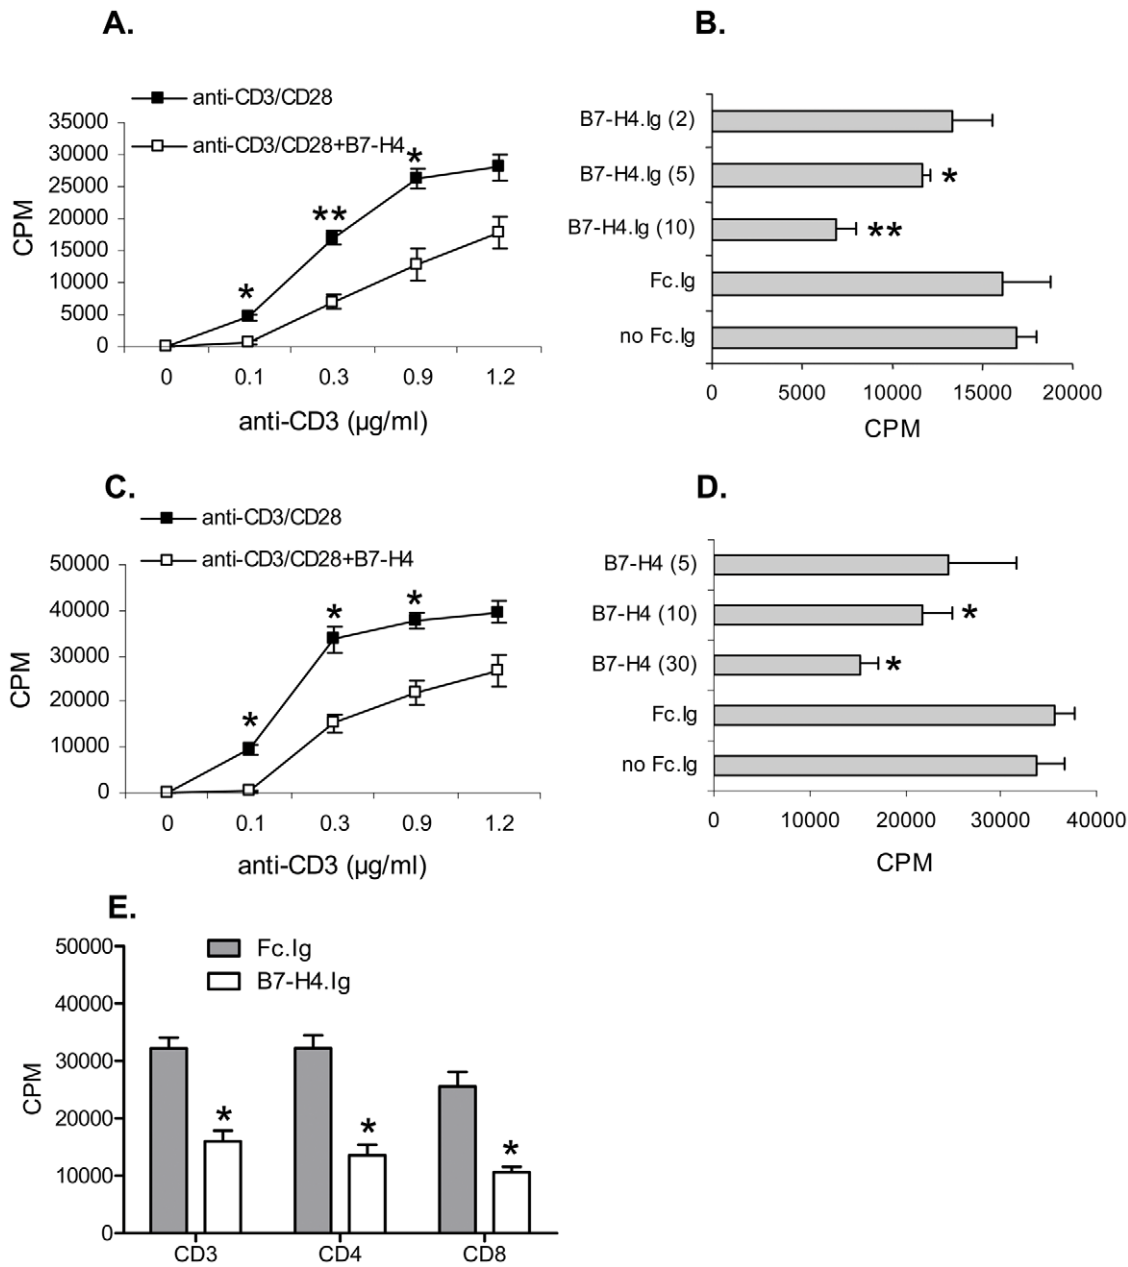 A.
anti-CD3/CD28
anti-CD3/CD28+B7-H4
35000
30000
25000
20000
15000
10000
5000
0
CPM
*
**
*
0 0.1 0.3 0.9 1.2
anti-CD3 (µg/ml)
B.
B7-H4.Ig (2)
B7-H4.Ig (5)
*
B7-H4.Ig (10)
**
Fc.Ig
no Fc.Ig
0 5000 10000 15000 20000
CPM
C.
anti-CD3/CD28
anti-CD3/CD28+B7-H4
50000
40000
30000
20000
10000
0
CPM
*
*
*
0 0.1 0.3 0.9 1.2
anti-CD3 (µg/ml)
D.
B7-H4 (5)
B7-H4 (10)
*
B7-H4 (30)
*
Fc.Ig
no Fc.Ig
0 10000 20000 30000 40000
CPM
E.
Fc.Ig
B7-H4.Ig
50000
40000
30000
20000
10000
0
CPM
*
*
*
CD3 CD4 CD8